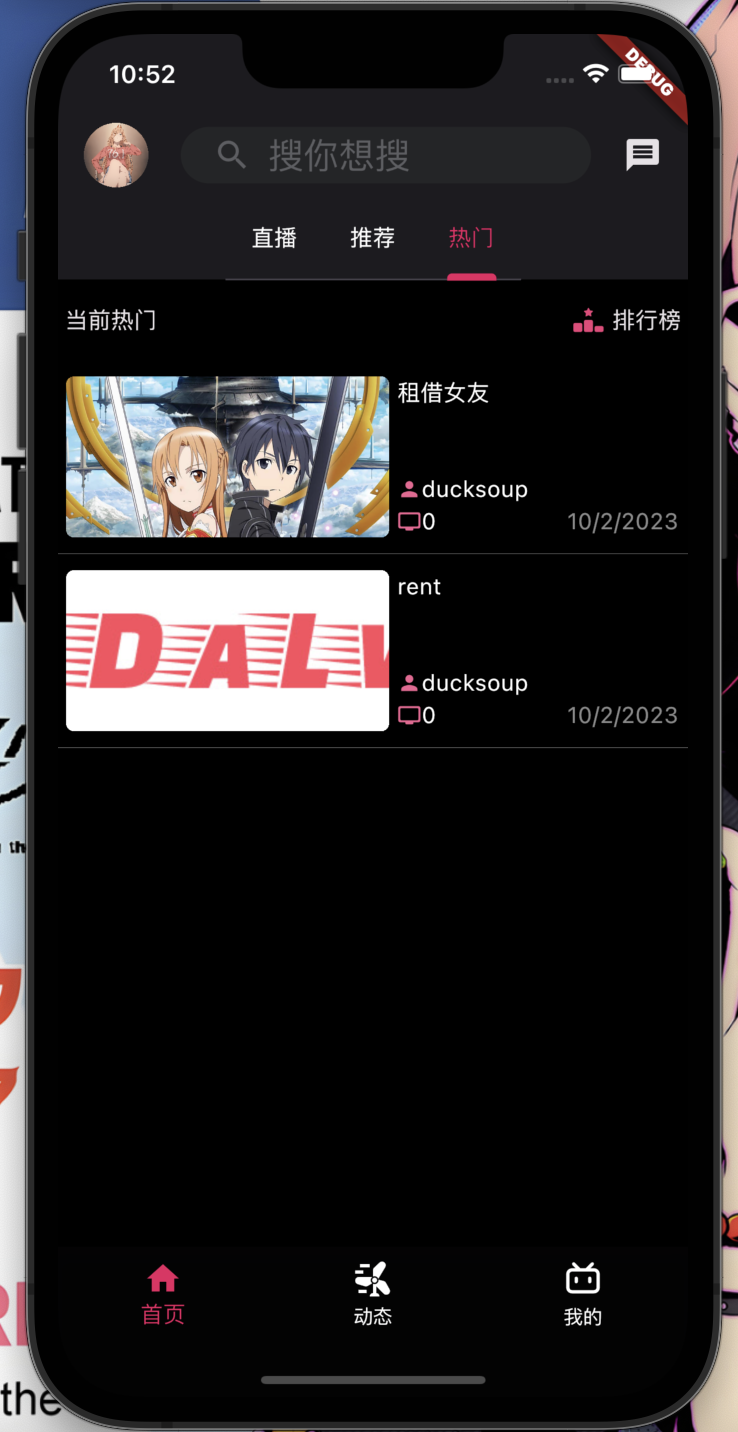 10:52
DEBUG
搜你想搜
直播 推荐 热门
当前热门 排行榜
租借女友
ducksoup
0 10/2/2023
rent
DAL
ducksoup
0 10/2/2023
首页 动态 我的
the